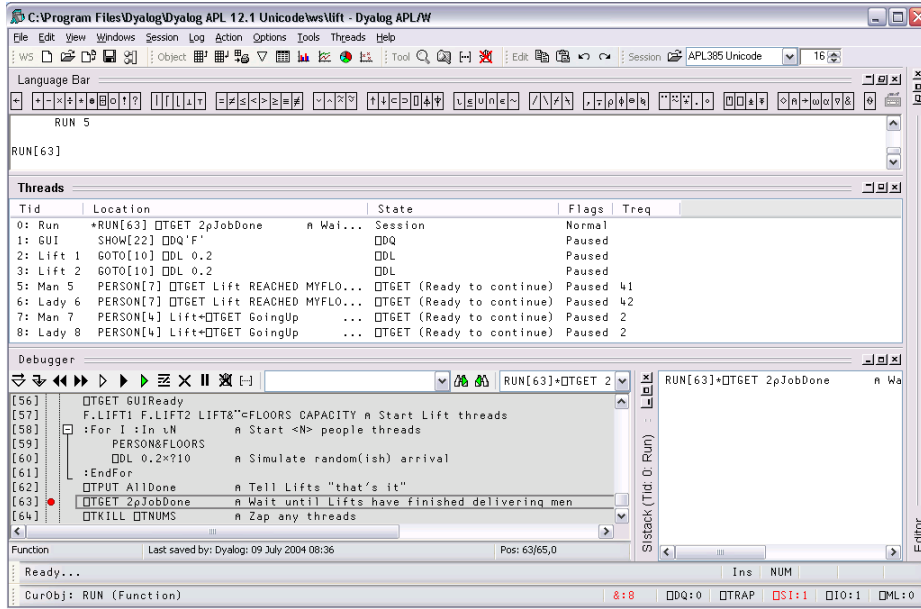 C:\Program Files\Dyalog\Dyalog APL 12.1 Unicode\ws\lift - Dyalog APL/W
File Edit View Windows Session Log Action Options Tools Threads Help
WS Object Tool Edit Session APL385 Unicode 16
Language Bar
RUN 5
RUN[63]
Threads
Tid Location State Flags Treq
0: Run *RUN[63] ⎕TGET 2⍴JobDone ⍝ Wai... Session Normal
1: GUI SHOW[22] ⎕DQ'F' ⎕DQ Paused
2: Lift 1 GOTO[10] ⎕DL 0.2 ⎕DL Paused
3: Lift 2 GOTO[10] ⎕DL 0.2 ⎕DL Paused
5: Man 5 PERSON[7] ⎕TGET Lift REACHED MYFLO... ⎕TGET (Ready to continue) Paused 41
6: Lady 6 PERSON[7] ⎕TGET Lift REACHED MYFLO... ⎕TGET (Ready to continue) Paused 42
7: Man 7 PERSON[4] Lift←⎕TGET GoingUp ... ⎕TGET (Ready to continue) Paused 2
8: Lady 8 PERSON[4] Lift←⎕TGET GoingUp ... ⎕TGET (Ready to continue) Paused 2
Debugger
RUN[63]*⎕TGET 2
[56] ⎕TGET GUIReady
[57] F.LIFT1 F.LIFT2 LIFT&¨⊂FLOORS CAPACITY ⍝ Start Lift threads
[58] :For I :In ⍳N ⍝ Start <N> people threads
[59] PERSON&FLOORS
[60] ⎕DL 0.2×?10 ⍝ Simulate random(ish) arrival
[61] :EndFor
[62] ⎕TPUT AllDone ⍝ Tell Lifts "that's it"
[63] ⎕TGET 2⍴JobDone ⍝ Wait until Lifts have finished delivering men
[64] ⎕TKILL ⎕TNUMS ⍝ Zap any threads
Function Last saved by: Dyalog: 09 July 2004 08:36 Pos: 63/65,0
SIstack (Tid: 0: Run)
RUN[63]*⎕TGET 2⍴JobDone ⍝ Wa
Editor
Ready... Ins NUM
CurObj: RUN (Function) &:8 ⎕DQ:0 ⎕TRAP ⎕SI:1 ⎕IO:1 ⎕ML:0